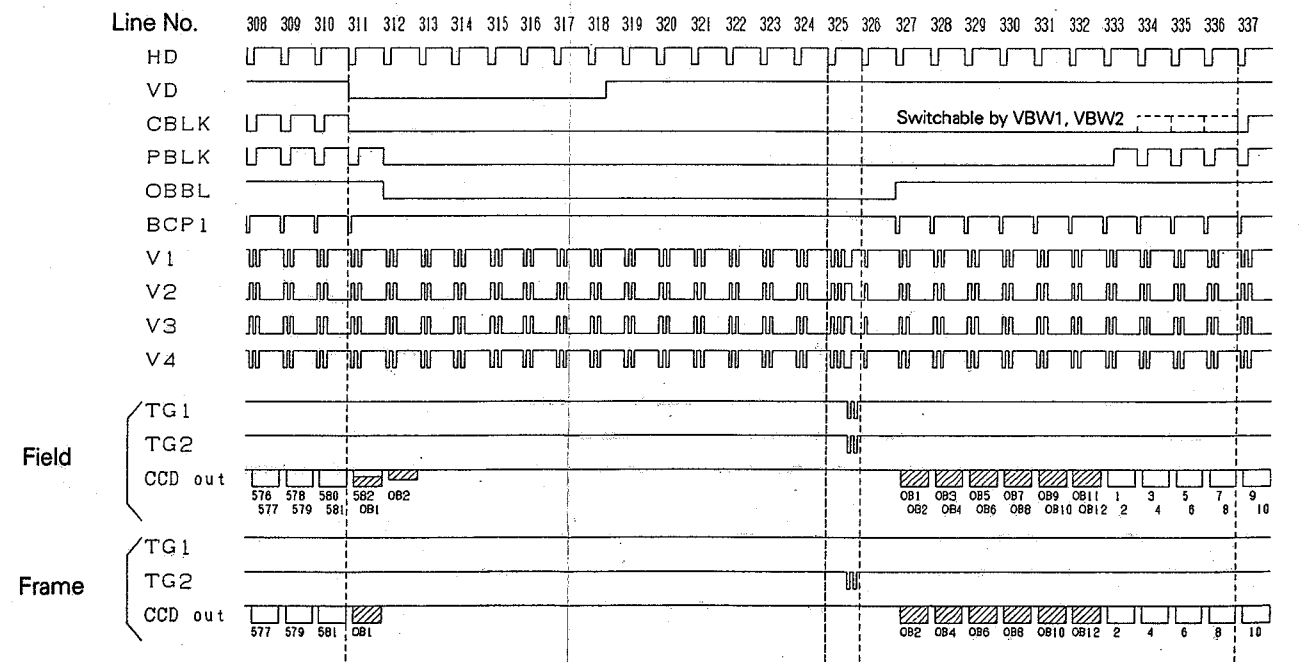 Line No. 308 309 310 311 312 313 314 315 316 317 318 319 320 321 322 323 324 325 326 327 328 329 330 331 332 333 334 335 336 337
HD
VD
CBLK Switchable by VBW1, VBW2
PBLK
OBBL
BCP1
V1
V2
V3
V4
Field
TG1
TG2
CCD out
576 578 580 582 OB2 OB1 OB3 OB5 OB7 OB9 OB11 1 3 5 7 9
577 579 581 OB1 OB2 OB4 OB6 OB8 OB10 OB12 2 4 6 8 10
Frame
TG1
TG2
CCD out
577 579 581 OB1 OB2 OB4 OB6 OB8 OB10 OB12 2 4 6 8 10